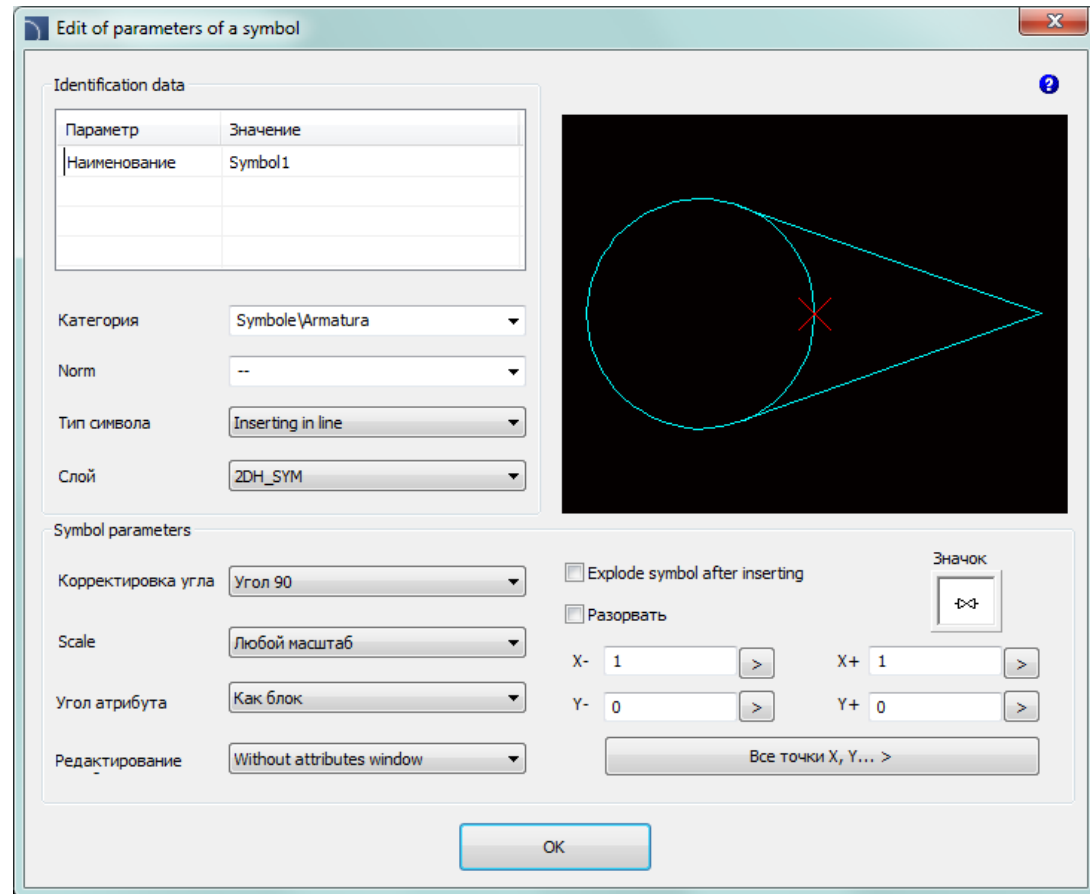 Edit of parameters of a symbol
x
Identification data
?
Параметр Значение
Наименование Symbol1
Категория Symbole\Armatura
Norm --
Тип символа Inserting in line
Слой 2DH_SYM
Symbol parameters
Корректировка угла Угол 90
Explode symbol after inserting
Значок
Разорвать
Scale Любой масштаб
X- 1 > X+ 1 >
Угол атрибута Как блок
Y- 0 > Y+ 0 >
Редактирование Without attributes window
Все точки X, Y... >
OK